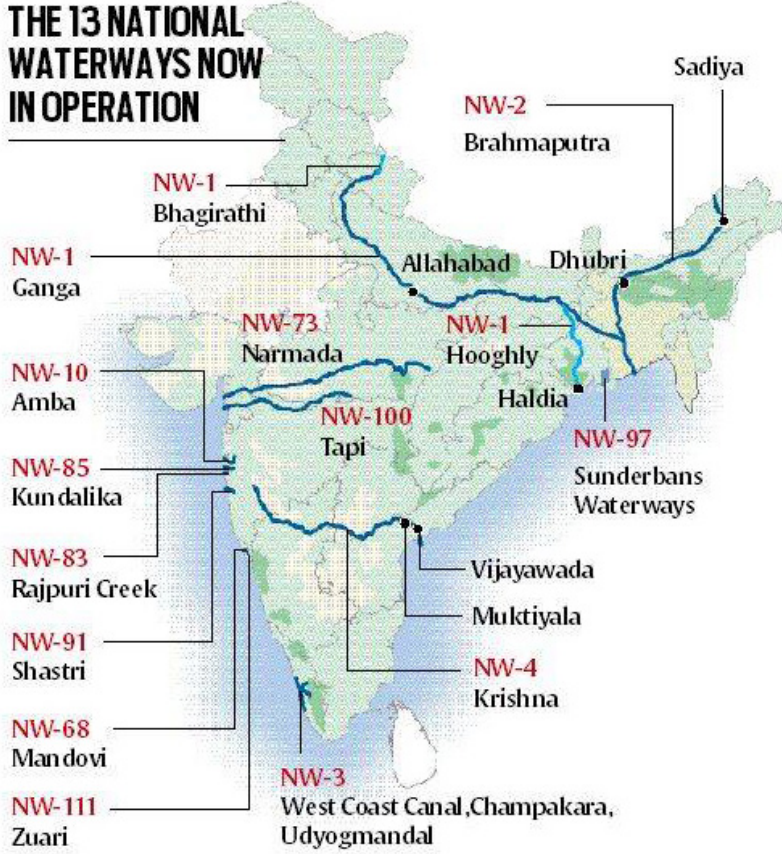 THE 13 NATIONAL
WATERWAYS NOW
IN OPERATION
Sadiya
NW-2
Brahmaputra
NW-1
Bhagirathi
NW-1
Ganga
Allahabad
Dhubri
NW-73
Narmada
NW-1
Hooghly
NW-10
Amba
Haldia
NW-100
Tapi
NW-97
Sunderbans
Waterways
NW-85
Kundalika
NW-83
Rajpuri Creek
Vijayawada
Muktiyala
NW-91
Shastri
NW-4
Krishna
NW-68
Mandovi
NW-3
West Coast Canal,Champakara,
Udyogmandal
NW-111
Zuari